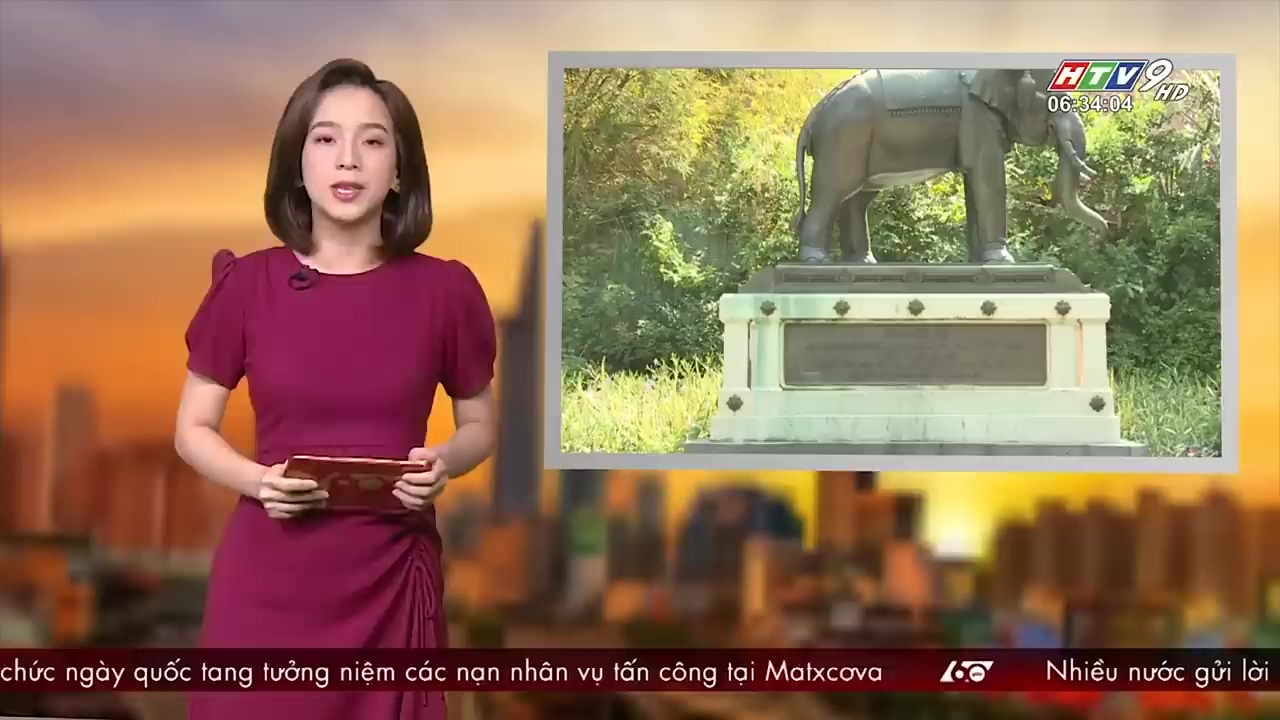 HTV9 HD
06:34:04
chức ngày quốc tang tưởng niệm các nạn nhân vụ tấn công tại Matxcova 60 Nhiều nước gửi lời